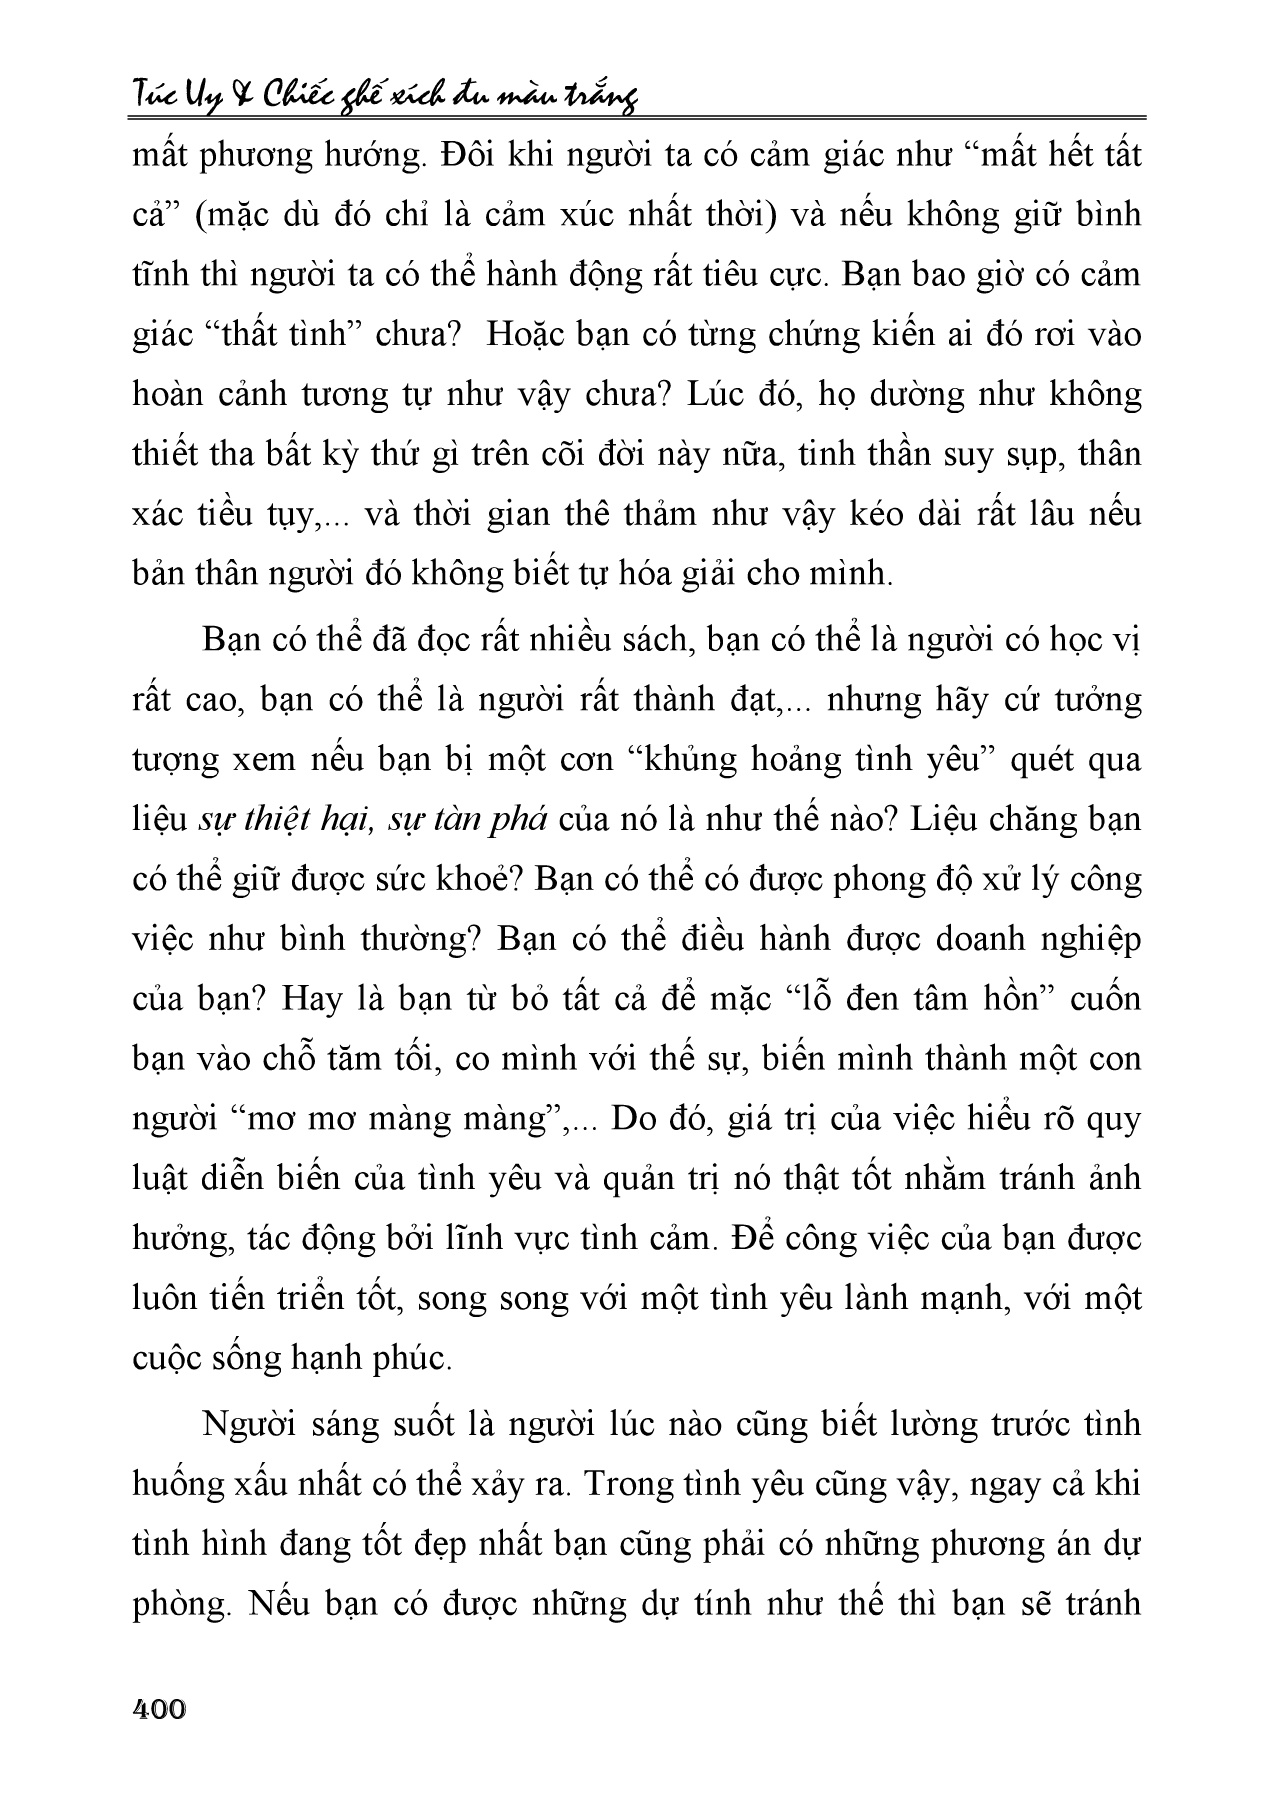 Túc Uy & Chiếc ghế xích đu màu trắng
mất phương hướng. Đôi khi người ta có cảm giác như “mất hết tất
cả” (mặc dù đó chỉ là cảm xúc nhất thời) và nếu không giữ bình
tĩnh thì người ta có thể hành động rất tiêu cực. Bạn bao giờ có cảm
giác “thất tình” chưa?  Hoặc bạn có từng chứng kiến ai đó rơi vào
hoàn cảnh tương tự như vậy chưa? Lúc đó, họ dường như không
thiết tha bất kỳ thứ gì trên cõi đời này nữa, tinh thần suy sụp, thân
xác tiều tụy,... và thời gian thê thảm như vậy kéo dài rất lâu nếu
bản thân người đó không biết tự hóa giải cho mình.
Bạn có thể đã đọc rất nhiều sách, bạn có thể là người có học vị
rất cao, bạn có thể là người rất thành đạt,... nhưng hãy cứ tưởng
tượng xem nếu bạn bị một cơn “khủng hoảng tình yêu” quét qua
liệu sự thiệt hại, sự tàn phá của nó là như thế nào? Liệu chăng bạn
có thể giữ được sức khoẻ? Bạn có thể có được phong độ xử lý công
việc như bình thường? Bạn có thể điều hành được doanh nghiệp
của bạn? Hay là bạn từ bỏ tất cả để mặc “lỗ đen tâm hồn” cuốn
bạn vào chỗ tăm tối, co mình với thế sự, biến mình thành một con
người “mơ mơ màng màng”,... Do đó, giá trị của việc hiểu rõ quy
luật diễn biến của tình yêu và quản trị nó thật tốt nhằm tránh ảnh
hưởng, tác động bởi lĩnh vực tình cảm. Để công việc của bạn được
luôn tiến triển tốt, song song với một tình yêu lành mạnh, với một
cuộc sống hạnh phúc.
Người sáng suốt là người lúc nào cũng biết lường trước tình
huống xấu nhất có thể xảy ra. Trong tình yêu cũng vậy, ngay cả khi
tình hình đang tốt đẹp nhất bạn cũng phải có những phương án dự
phòng. Nếu bạn có được những dự tính như thế thì bạn sẽ tránh
400